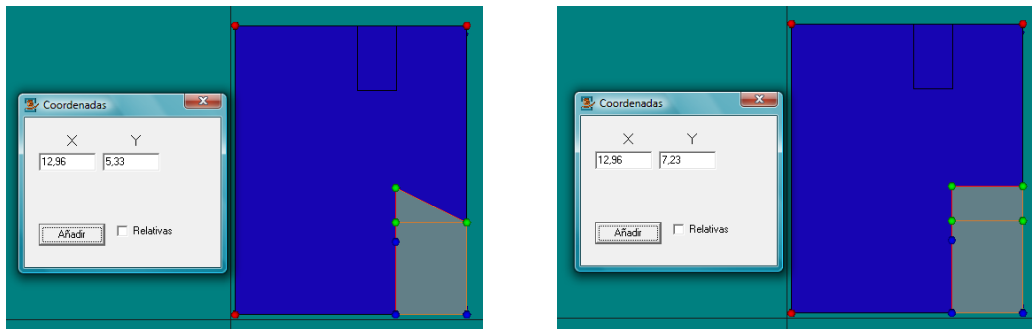 Coordenadas
X Y
12,96 5,33
Añadir Relativas
Coordenadas
X Y
12,96 7,23
Añadir Relativas